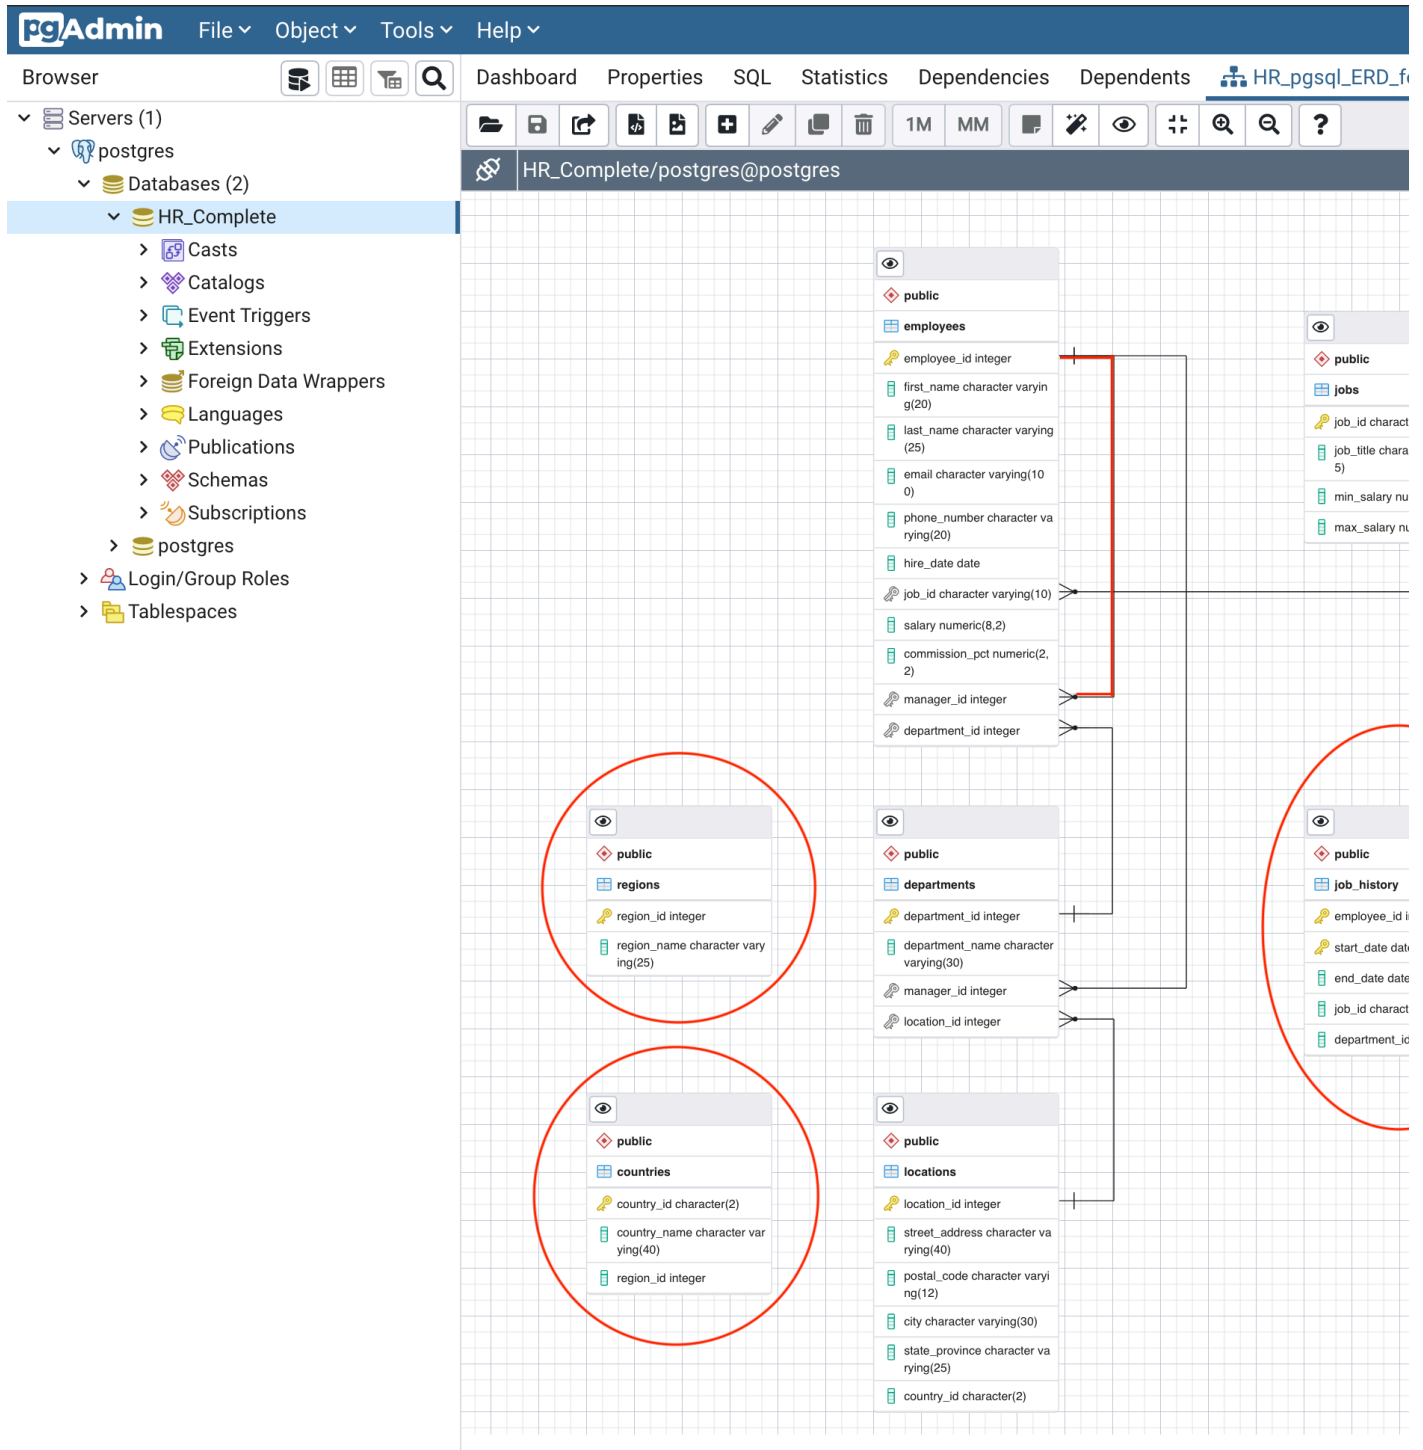 pgAdmin File Object Tools Help
Browser
Dashboard Properties SQL Statistics Dependencies Dependents HR_pgsql_ERD_f
1M MM ?
HR_Complete/postgres@postgres
Servers (1)
postgres
Databases (2)
HR_Complete
Casts
Catalogs
Event Triggers
Extensions
Foreign Data Wrappers
Languages
Publications
Schemas
Subscriptions
postgres
Login/Group Roles
Tablespaces
public
employees
employee_id integer
first_name character varyin
g(20)
last_name character varying
(25)
email character varying(10
0)
phone_number character va
rying(20)
hire_date date
job_id character varying(10)
salary numeric(8,2)
commission_pct numeric(2,
2)
manager_id integer
department_id integer
public
jobs
job_id charact
job_title chara
5)
min_salary nu
max_salary nu
public
regions
region_id integer
region_name character vary
ing(25)
public
departments
department_id integer
department_name character
varying(30)
manager_id integer
location_id integer
public
job_history
employee_id i
start_date date
end_date date
job_id charact
department_id
public
countries
country_id character(2)
country_name character var
ying(40)
region_id integer
public
locations
location_id integer
street_address character va
rying(40)
postal_code character varyi
ng(12)
city character varying(30)
state_province character va
rying(25)
country_id character(2)